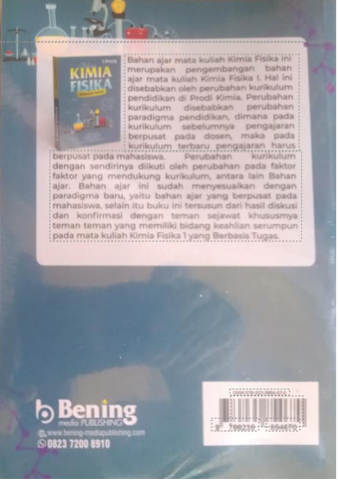 KIMIA
FISIKA
Bahan ajar mata kuliah Kimia Fisika ini
merupakan pengembangan bahan
ajar mata kuliah Kimia Fisika I. Hal ini
disebabkan oleh perubahan kurikulum
pendidikan di Prodi Kimia. Perubahan
kurikulum disebabkan perubahan
paradigma pendidikan, dimana pada
kurikulum sebelumnya pengajaran
berpusat pada dosen, maka pada
kurikulum terbaru pengajaran harus
berpusat pada mahasiswa. Perubahan kurikulum
dengan sendirinya diikuti oleh perubahan pada faktor
faktor yang mendukung kurikulum, antara lain Bahan
ajar. Bahan ajar ini sudah menyesuaikan dengan
paradigma baru, yaitu bahan ajar yang berpusat pada
mahasiswa, selain itu buku ini tersusun dari hasil diskusi
dan konfirmasi dengan teman sejawat khususmya
teman teman yang memiliki bidang keahlian serumpun
pada mata kuliah Kimia Fisika 1 yang Berbasis Tugas.
Bening
media PUBLISHING
www.bening-mediapublishing.com
0823 7200 8910